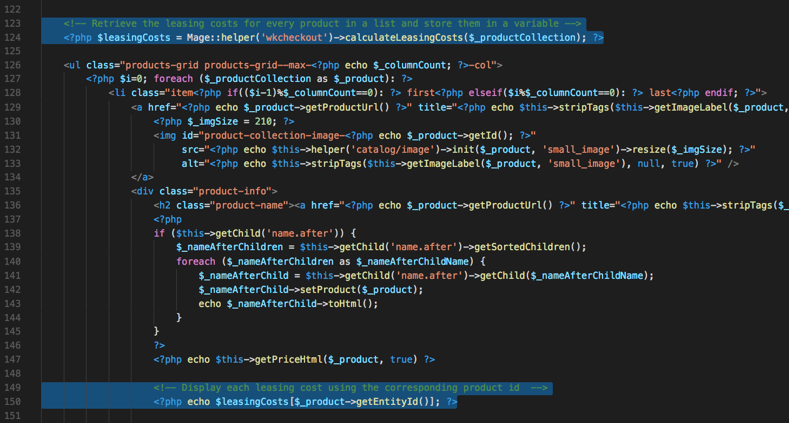 122
123 <!-- Retrieve the leasing costs for every product in a list and store them in a variable -->
124 <?php $leasingCosts = Mage::helper('wkcheckout')->calculateLeasingCosts($_productCollection); ?>
125
126 <ul class="products-grid products-grid--max-<?php echo $_columnCount; ?>-col">
127 <?php $i=0; foreach ($_productCollection as $_product): ?>
128 <li class="item<?php if(($i-1)%$_columnCount==0): ?> first<?php elseif($i%$_columnCount==0): ?> last<?php endif; ?>">
129 <a href="<?php echo $_product->getProductUrl() ?>" title="<?php echo $this->stripTags($this->getImageLabel($_product,
130 <?php $_imgSize = 210; ?>
131 <img id="product-collection-image-<?php echo $_product->getId(); ?>"
132 src="<?php echo $this->helper('catalog/image')->init($_product, 'small_image')->resize($_imgSize); ?>"
133 alt="<?php echo $this->stripTags($this->getImageLabel($_product, 'small_image'), null, true) ?>" />
134 </a>
135 <div class="product-info">
136 <h2 class="product-name"><a href="<?php echo $_product->getProductUrl() ?>" title="<?php echo $this->stripTags($_
137 <?php
138 if ($this->getChild('name.after')) {
139 $_nameAfterChildren = $this->getChild('name.after')->getSortedChildren();
140 foreach ($_nameAfterChildren as $_nameAfterChildName) {
141 $_nameAfterChild = $this->getChild('name.after')->getChild($_nameAfterChildName);
142 $_nameAfterChild->setProduct($_product);
143 echo $_nameAfterChild->toHtml();
144 }
145 }
146 ?>
147 <?php echo $this->getPriceHtml($_product, true) ?>
148
149 <!-- Display each leasing cost using the corresponding product id  -->
150 <?php echo $leasingCosts[$_product->getEntityId()]; ?>
151